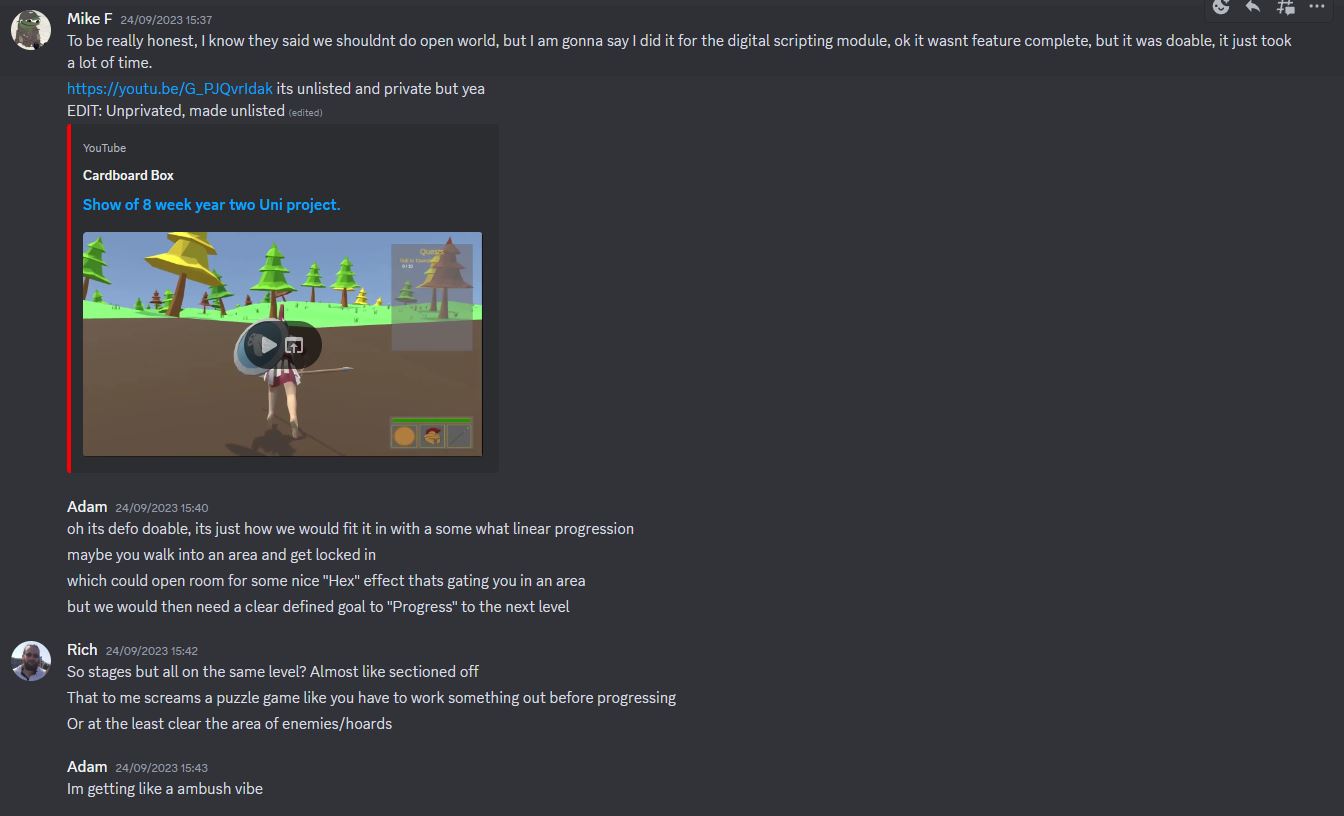 Mike F 24/09/2023 15:37
To be really honest, I know they said we shouldnt do open world, but I am gonna say I did it for the digital scripting module, ok it wasnt feature complete, but it was doable, it just took
a lot of time.
https://youtu.be/G_PJQvrIdak its unlisted and private but yea
EDIT: Unprivated, made unlisted (edited)
YouTube
Cardboard Box
Show of 8 week year two Uni project.
Quests
Adam 24/09/2023 15:40
oh its defo doable, its just how we would fit it in with a some what linear progression
maybe you walk into an area and get locked in
which could open room for some nice "Hex" effect thats gating you in an area
but we would then need a clear defined goal to "Progress" to the next level
Rich 24/09/2023 15:42
So stages but all on the same level? Almost like sectioned off
That to me screams a puzzle game like you have to work something out before progressing
Or at the least clear the area of enemies/hoards
Adam 24/09/2023 15:43
Im getting like a ambush vibe